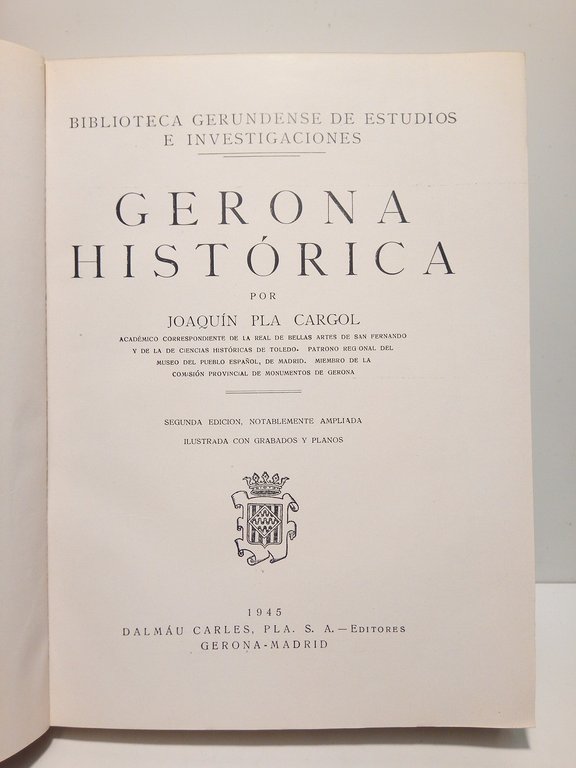 BIBLIOTECA GERUNDENSE DE ESTUDIOS
E INVESTIGACIONES
GERONA
HISTÓRICA
POR
JOAQUÍN PLA CARGOL
ACADÉMICO CORRESPONDIENTE DE LA REAL DE BELLAS ARTES DE SAN FERNANDO
Y DE LA DE CIENCIAS HISTÓRICAS DE TOLEDO. PATRONO REGIONAL DEL
MUSEO DEL PUEBLO ESPAÑOL, DE MADRID. MIEMBRO DE LA
COMISIÓN PROVINCIAL DE MONUMENTOS DE GERONA
SEGUNDA EDICION, NOTABLEMENTE AMPLIADA
ILUSTRADA CON GRABADOS Y PLANOS
1945
DALMÁU CARLES, PLA. S. A.—EDITORES
GERONA-MADRID